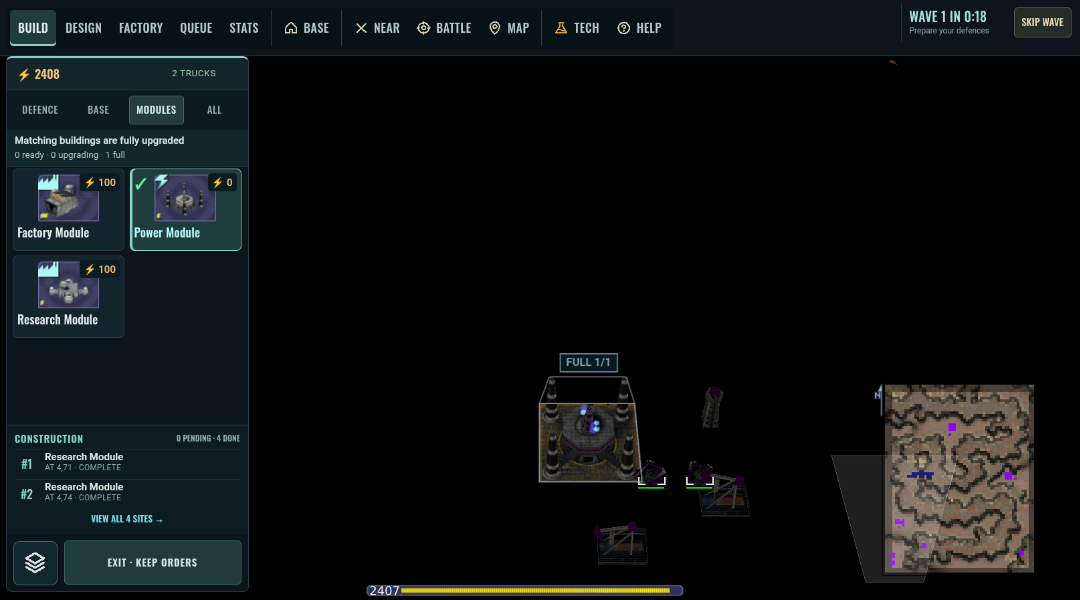 BUILD DESIGN FACTORY QUEUE STATS BASE NEAR BATTLE MAP TECH HELP
WAVE 1 IN 0:18
Prepare your defences
SKIP WAVE
2408
2 TRUCKS
DEFENCE BASE MODULES ALL
Matching buildings are fully upgraded
0 ready · 0 upgrading · 1 full
100
Factory Module
0
Power Module
100
Research Module
FULL 1/1
N
CONSTRUCTION
0 PENDING · 4 DONE
#1 Research Module
AT 4,71 · COMPLETE
#2 Research Module
AT 4,74 · COMPLETE
VIEW ALL 4 SITES →
EXIT · KEEP ORDERS
2407